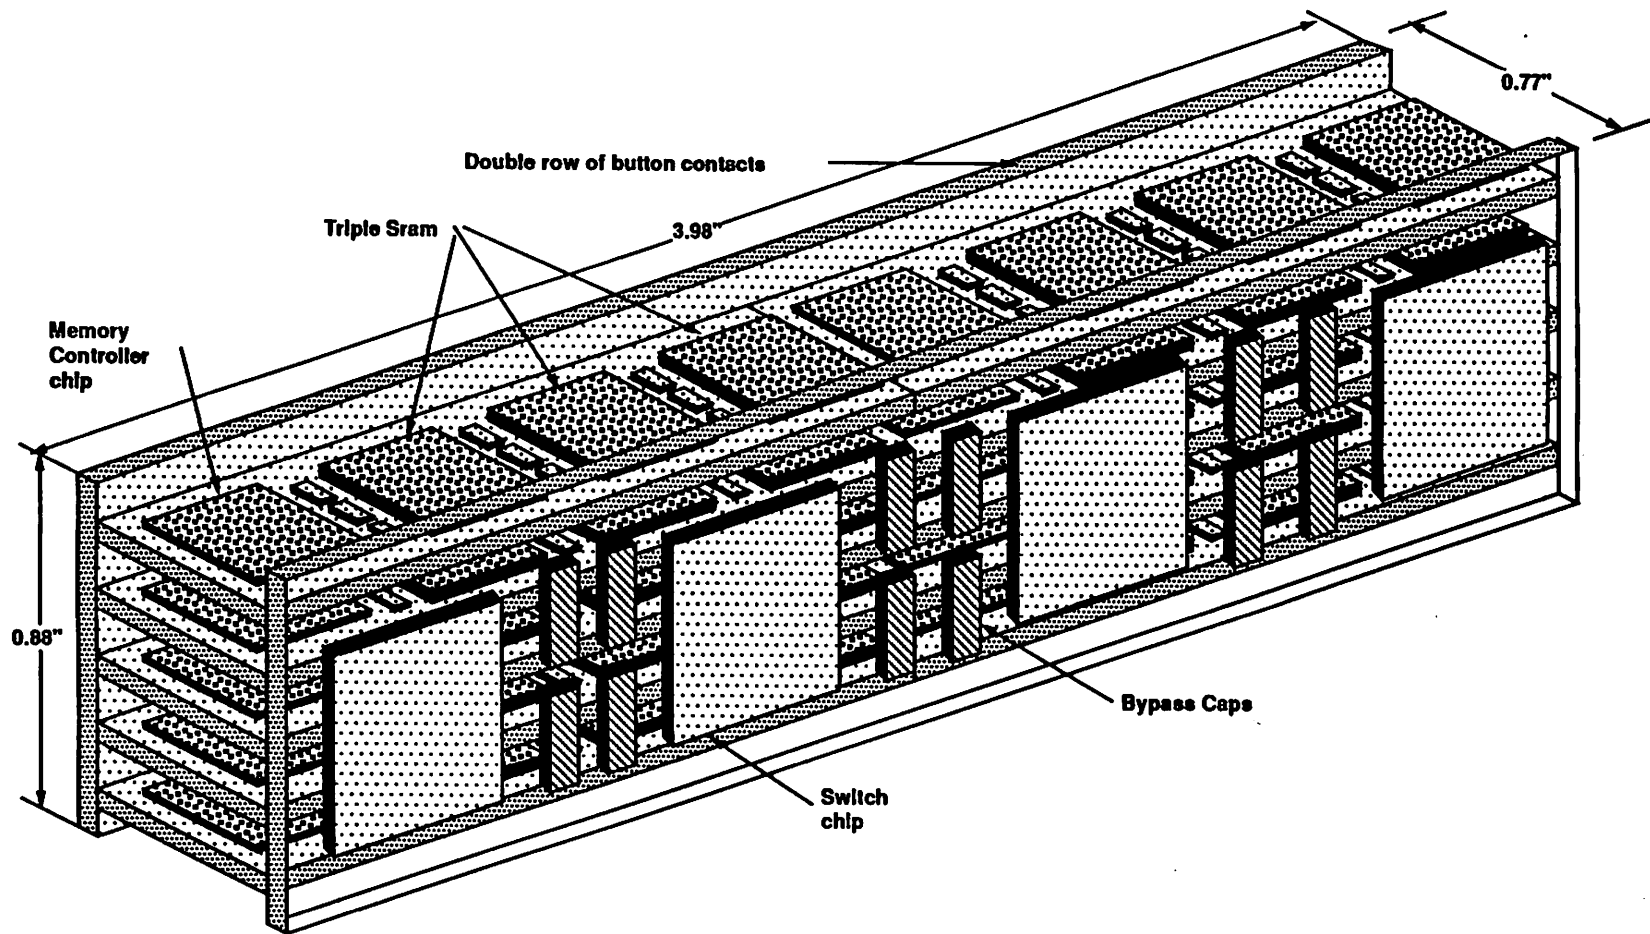 0.77"
Double row of button contacts
Triple Sram
3.98"
Memory
Controller
chip
0.88"
Bypass Caps
Switch
chip